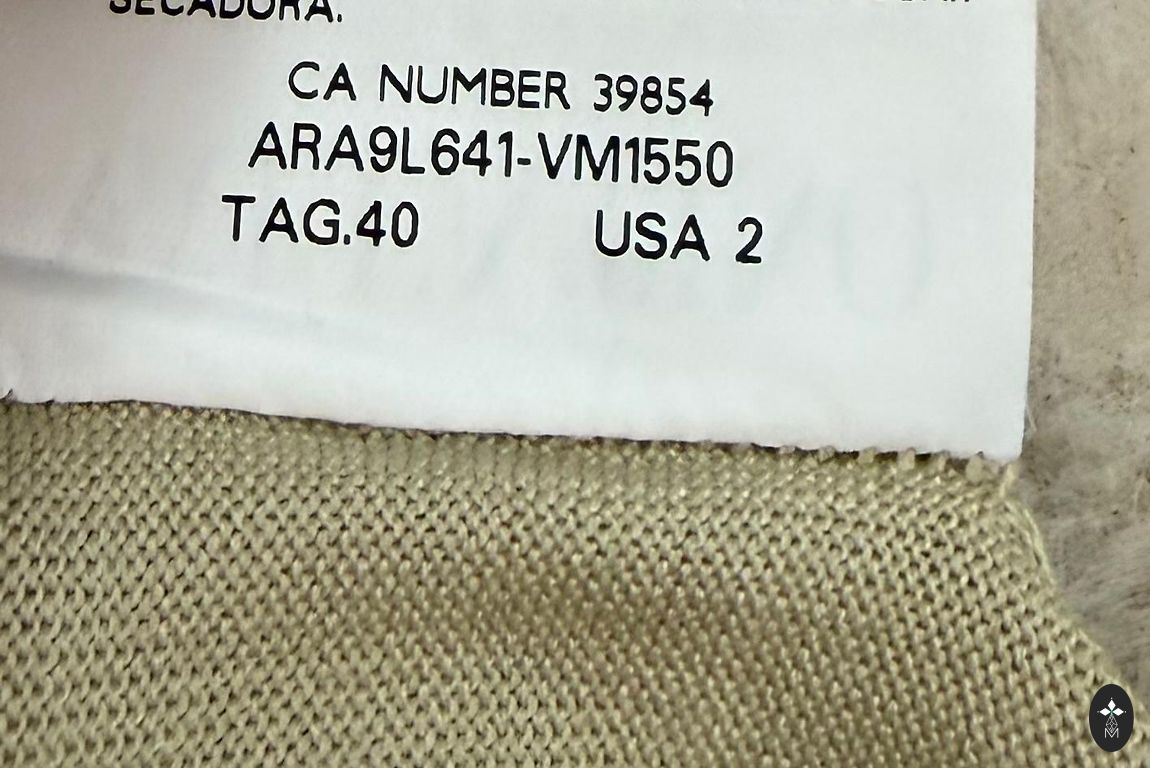 SECADORA.
CA NUMBER 39854
ARA9L641-VM1550
TAG.40 USA 2
M